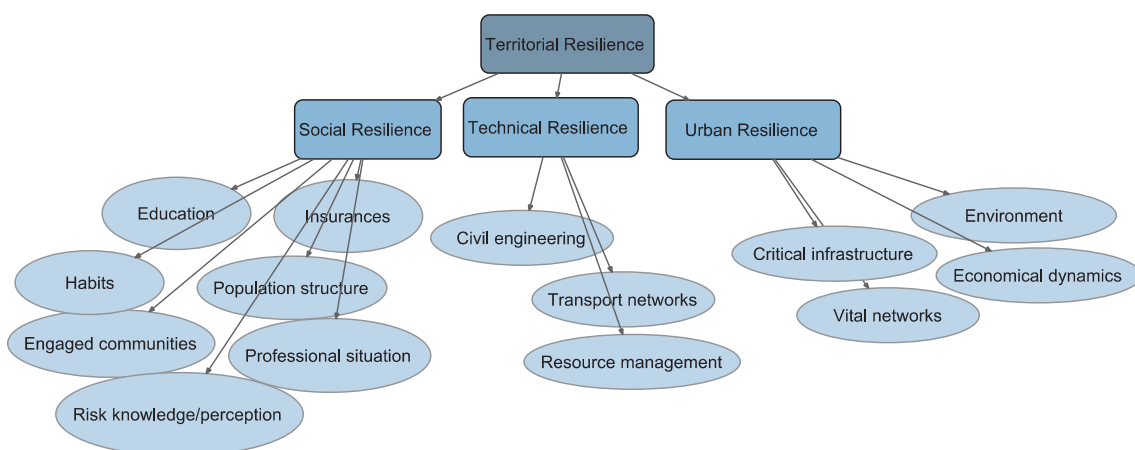 Territorial Resilience
Social Resilience
Technical Resilience
Urban Resilience
Education
Insurances
Environment
Civil engineering
Critical infrastructure
Habits
Population structure
Economical dynamics
Transport networks
Vital networks
Engaged communities
Professional situation
Resource management
Risk knowledge/perception